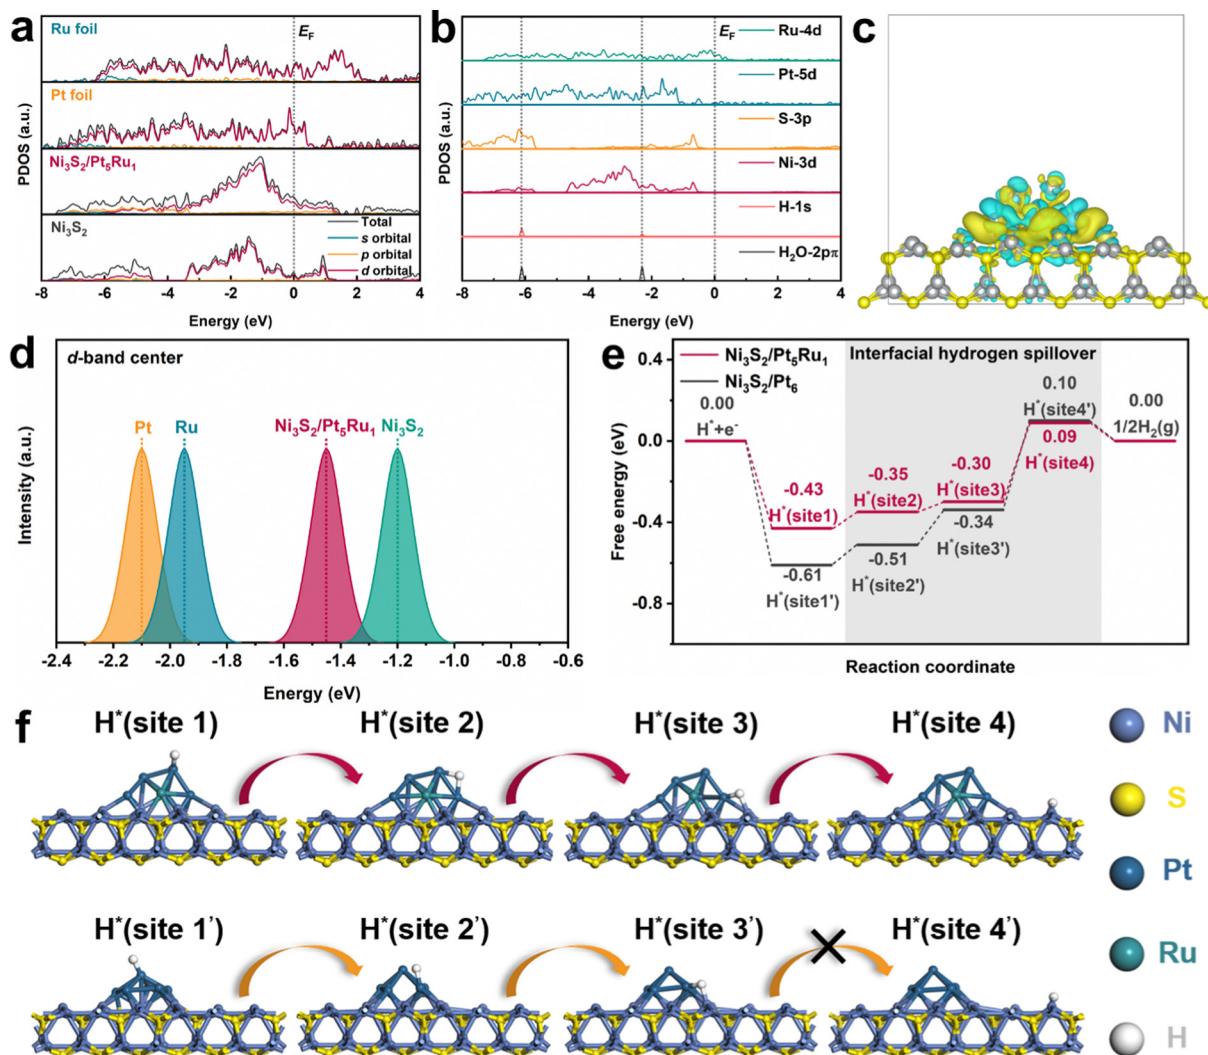 a
Ru foil
E_F
Pt foil
Ni₃S₂/Pt₅Ru₁
Ni₃S₂
Total
s orbital
p orbital
d orbital
PDOS (a.u.)
-8 -6 -4 -2 0 2 4
Energy (eV)
b
E_F
Ru-4d
Pt-5d
S-3p
Ni-3d
H-1s
H₂O-2pπ
PDOS (a.u.)
-8 -6 -4 -2 0 2 4
Energy (eV)
c
d
d-band center
Pt
Ru
Ni₃S₂/Pt₅Ru₁
Ni₃S₂
Intensity (a.u.)
-2.4 -2.2 -2.0 -1.8 -1.6 -1.4 -1.2 -1.0 -0.8 -0.6
Energy (eV)
e
Ni₃S₂/Pt₅Ru₁
Ni₃S₂/Pt₆
Interfacial hydrogen spillover
0.4
0.0
-0.4
-0.8
Free energy (eV)
0.00
H*+e⁻
-0.43
H*(site1)
-0.35
H*(site2)
-0.30
H*(site3)
0.10
H*(site4')
0.09
H*(site4)
0.00
1/2H₂(g)
-0.61
H*(site1')
-0.51
H*(site2')
-0.34
H*(site3')
Reaction coordinate
f
H*(site 1)
H*(site 2)
H*(site 3)
H*(site 4)
H*(site 1')
H*(site 2')
H*(site 3')
H*(site 4')
Ni
S
Pt
Ru
H